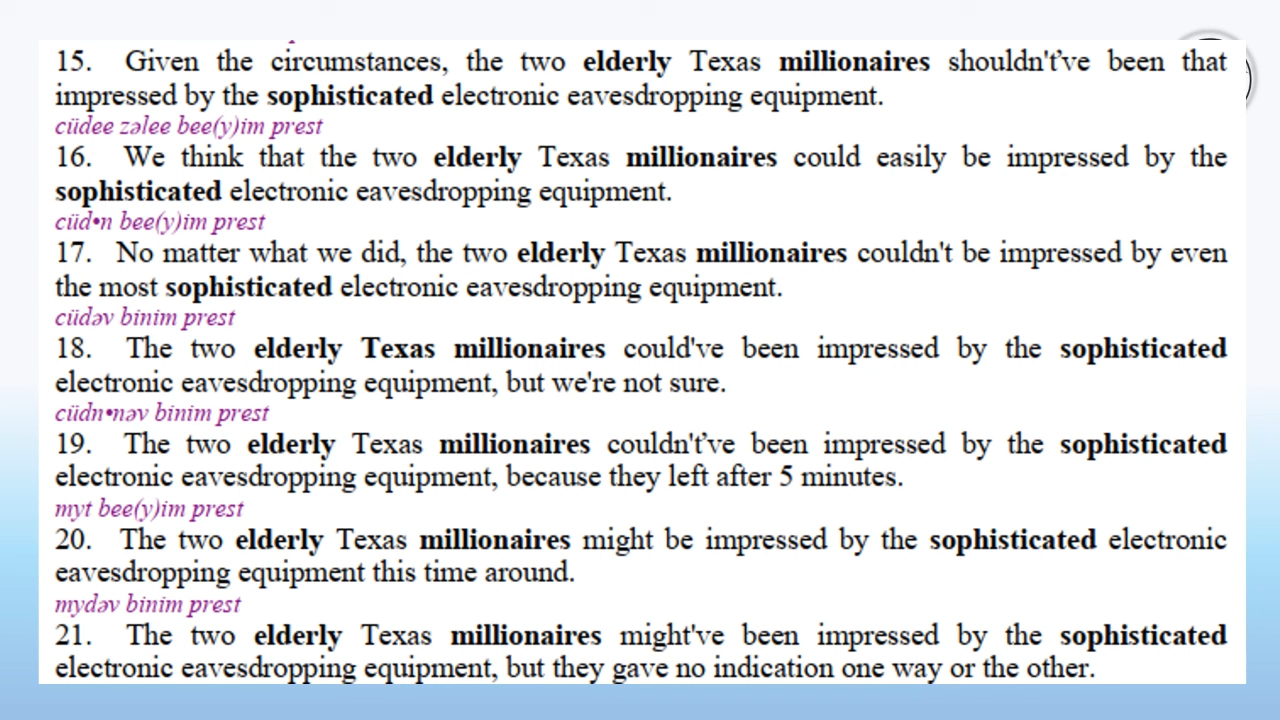 15. Given the circumstances, the two elderly Texas millionaires shouldn't’ve been that
impressed by the sophisticated electronic eavesdropping equipment.
cüdee zəlee bee(y)im prest
16. We think that the two elderly Texas millionaires could easily be impressed by the
sophisticated electronic eavesdropping equipment.
cüd•n bee(y)im prest
17. No matter what we did, the two elderly Texas millionaires couldn't be impressed by even
the most sophisticated electronic eavesdropping equipment.
cüdəv binim prest
18. The two elderly Texas millionaires could've been impressed by the sophisticated
electronic eavesdropping equipment, but we're not sure.
cüdn•nəv binim prest
19. The two elderly Texas millionaires couldn't’ve been impressed by the sophisticated
electronic eavesdropping equipment, because they left after 5 minutes.
myt bee(y)im prest
20. The two elderly Texas millionaires might be impressed by the sophisticated electronic
eavesdropping equipment this time around.
mydəv binim prest
21. The two elderly Texas millionaires might've been impressed by the sophisticated
electronic eavesdropping equipment, but they gave no indication one way or the other.